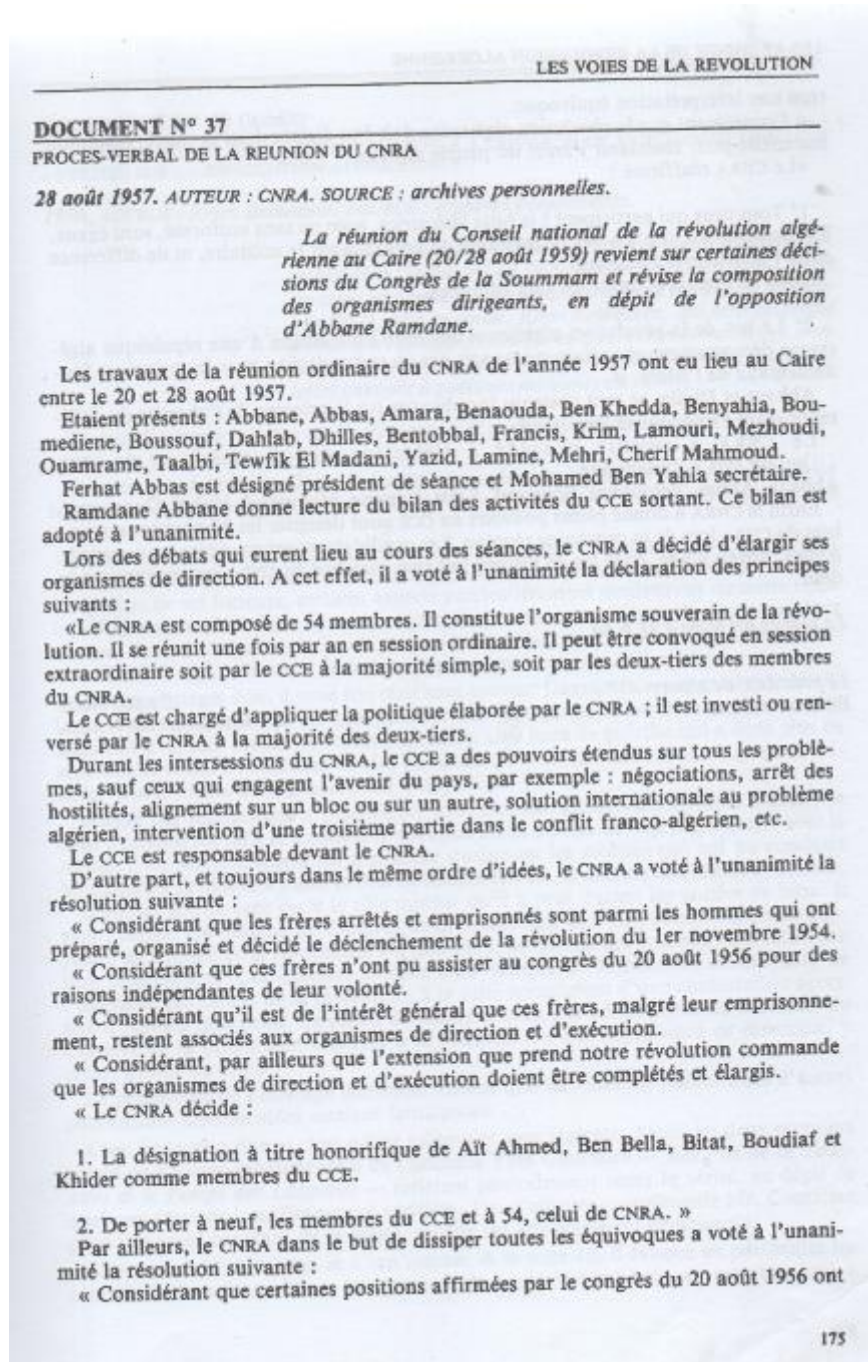 LES VOIES DE LA REVOLUTION
DOCUMENT N° 37
PROCES-VERBAL DE LA REUNION DU CNRA
28 août 1957. AUTEUR : CNRA. SOURCE : archives personnelles.
La réunion du Conseil national de la révolution algé-
rienne au Caire (20/28 août 1959) revient sur certaines déci-
sions du Congrès de la Soummam et révise la composition
des organismes dirigeants, en dépit de l'opposition
d'Abbane Ramdane.
Les travaux de la réunion ordinaire du CNRA de l'année 1957 ont eu lieu au Caire
entre le 20 et 28 août 1957.
Etaient présents : Abbane, Abbas, Amara, Benaouda, Ben Khedda, Benyahia, Bou-
mediene, Boussouf, Dahlab, Dhilles, Bentobbal, Francis, Krim, Lamouri, Mezhoudi,
Ouamrame, Taalbi, Tewfik El Madani, Yazid, Lamine, Mehri, Cherif Mahmoud.
Ferhat Abbas est désigné président de séance et Mohamed Ben Yahia secrétaire.
Ramdane Abbane donne lecture du bilan des activités du CCE sortant. Ce bilan est
adopté à l'unanimité.
Lors des débats qui eurent lieu au cours des séances, le CNRA a décidé d'élargir ses
organismes de direction. A cet effet, il a voté à l'unanimité la déclaration des principes
suivants :
«Le CNRA est composé de 54 membres. Il constitue l'organisme souverain de la révo-
lution. Il se réunit une fois par an en session ordinaire. Il peut être convoqué en session
extraordinaire soit par le CCE à la majorité simple, soit par les deux-tiers des membres
du CNRA.
Le CCE est chargé d'appliquer la politique élaborée par le CNRA ; il est investi ou ren-
versé par le CNRA à la majorité des deux-tiers.
Durant les intersessions du CNRA, le CCE a des pouvoirs étendus sur tous les problè-
mes, sauf ceux qui engagent l'avenir du pays, par exemple : négociations, arrêt des
hostilités, alignement sur un bloc ou sur un autre, solution internationale au problème
algérien, intervention d'une troisième partie dans le conflit franco-algérien, etc.
Le CCE est responsable devant le CNRA.
D'autre part, et toujours dans le même ordre d'idées, le CNRA a voté à l'unanimité la
résolution suivante :
« Considérant que les frères arrêtés et emprisonnés sont parmi les hommes qui ont
préparé, organisé et décidé le déclenchement de la révolution du 1er novembre 1954.
« Considérant que ces frères n'ont pu assister au congrès du 20 août 1956 pour des
raisons indépendantes de leur volonté.
« Considérant qu'il est de l'intérêt général que ces frères, malgré leur emprisonne-
ment, restent associés aux organismes de direction et d'exécution.
« Considérant, par ailleurs que l'extension que prend notre révolution commande
que les organismes de direction et d'exécution doient être complétés et élargis.
« Le CNRA décide :
1. La désignation à titre honorifique de Aït Ahmed, Ben Bella, Bitat, Boudiaf et
Khider comme membres du CCE.
2. De porter à neuf, les membres du CCE et à 54, celui de CNRA. »
Par ailleurs, le CNRA dans le but de dissiper toutes les équivoques a voté à l'unani-
mité la résolution suivante :
« Considérant que certaines positions affirmées par le congrès du 20 août 1956 ont
175